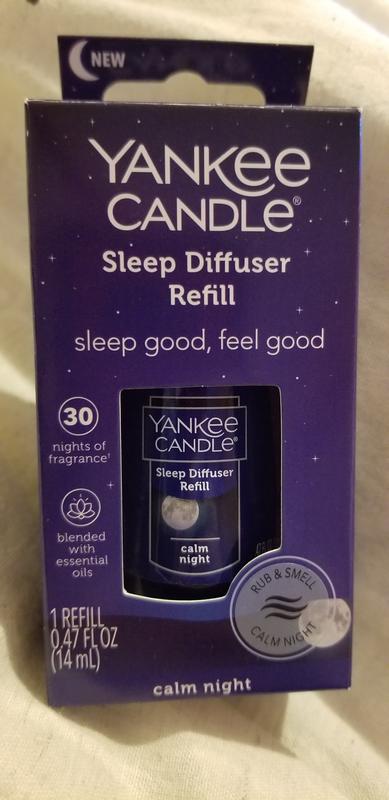 NEW
YANKee
CANDLe®
Sleep Diffuser
Refill
sleep good, feel good
30
nights of
fragrance†
blended
with
essential
oils
YANKee
CANDLe®
Sleep Diffuser
Refill
calm
night
RUB & SMELL
CALM NIGHT
1 REFILL
0.47 FL OZ
(14 mL)
calm night